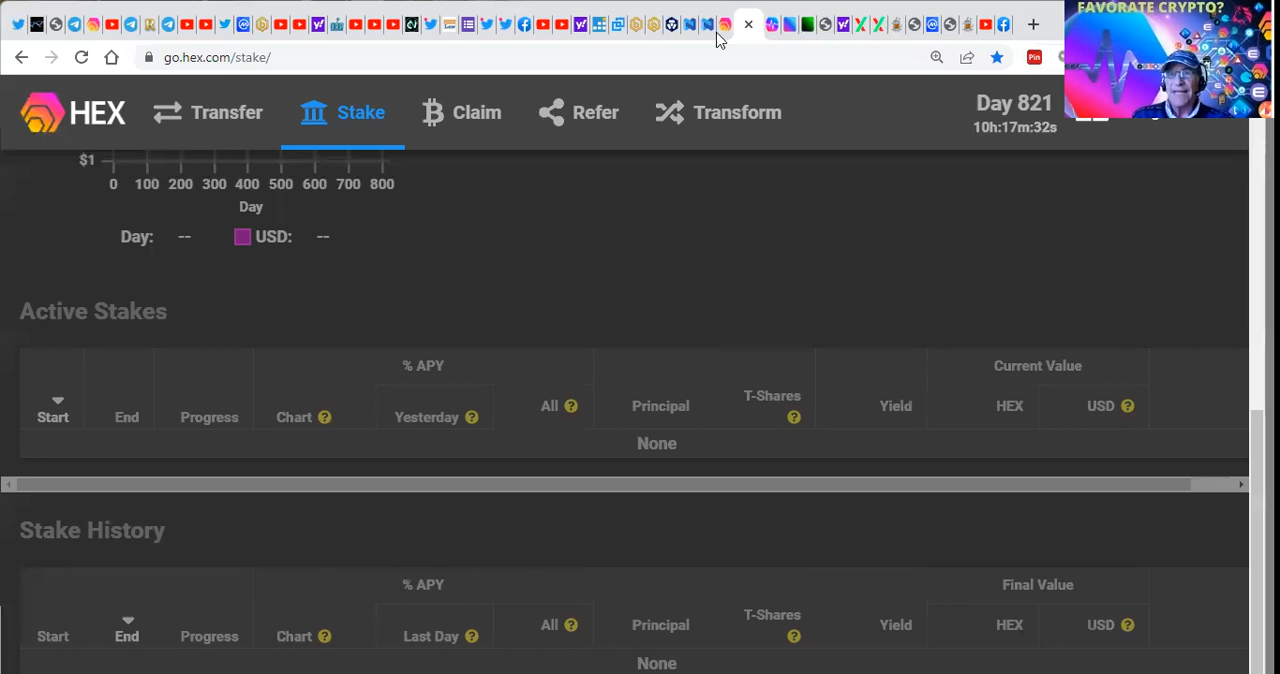 FAVORATE CRYPTO?
go.hex.com/stake/
Pin
HEX Transfer Stake Claim Refer Transform Day 821
10h:17m:32s
$1
0 100 200 300 400 500 600 700 800
Day
Day: -- USD: --
Active Stakes
% APY Current Value
Start End Progress Chart ? Yesterday ? All ? Principal T-Shares ? Yield HEX USD ?
None
Stake History
% APY Final Value
Start End Progress Chart ? Last Day ? All ? Principal T-Shares ? Yield HEX USD ?
None